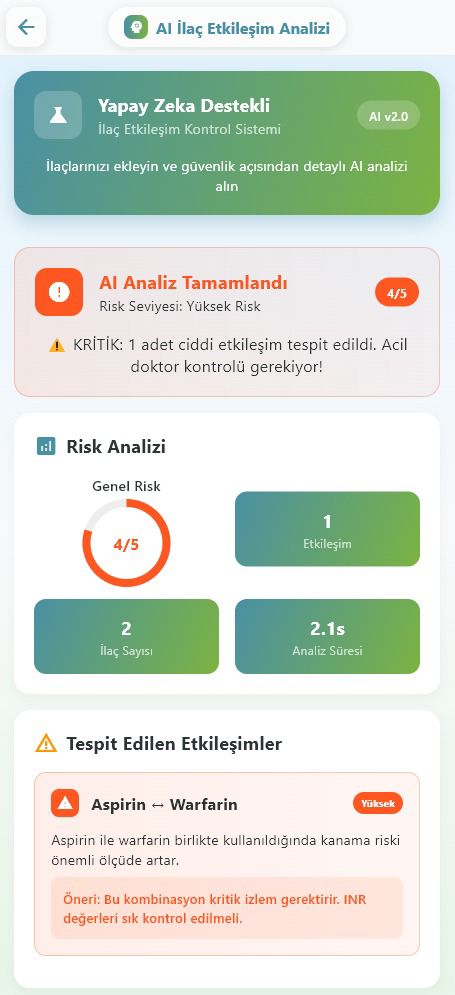 AI İlaç Etkileşim Analizi
Yapay Zeka Destekli
İlaç Etkileşim Kontrol Sistemi
AI v2.0
İlaçlarınızı ekleyin ve güvenlik açısından detaylı AI analizi
alın
AI Analiz Tamamlandı
Risk Seviyesi: Yüksek Risk
4/5
⚠️ KRİTİK: 1 adet ciddi etkileşim tespit edildi. Acil
doktor kontrolü gerekiyor!
Risk Analizi
Genel Risk
4/5
1
Etkileşim
2
İlaç Sayısı
2.1s
Analiz Süresi
Tespit Edilen Etkileşimler
Aspirin ↔ Warfarin
Yüksek
Aspirin ile warfarin birlikte kullanıldığında kanama riski
önemli ölçüde artar.
Öneri: Bu kombinasyon kritik izlem gerektirir. INR
değerleri sık kontrol edilmeli.